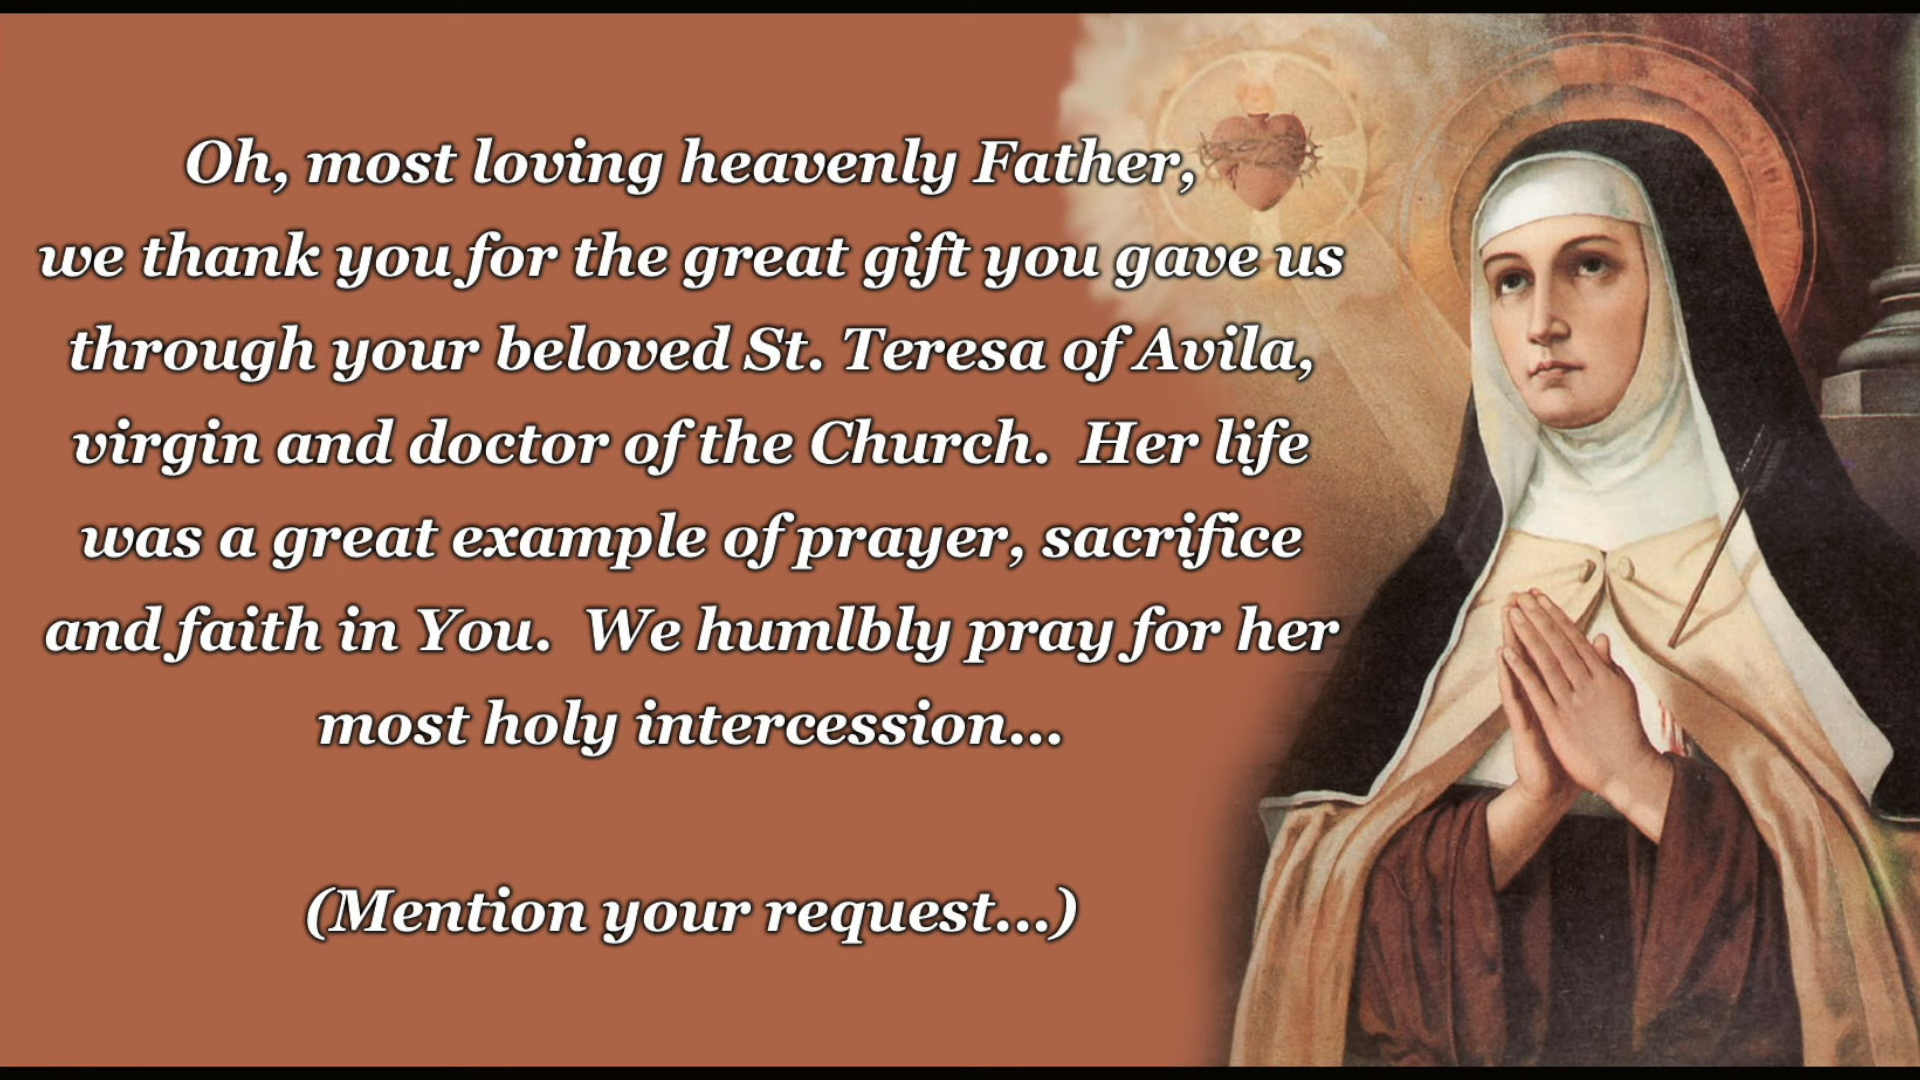 Oh, most loving heavenly Father,
we thank you for the great gift you gave us
through your beloved St. Teresa of Avila,
virgin and doctor of the Church.  Her life
was a great example of prayer, sacrifice
and faith in You.  We humlbly pray for her
most holy intercession...
(Mention your request...)